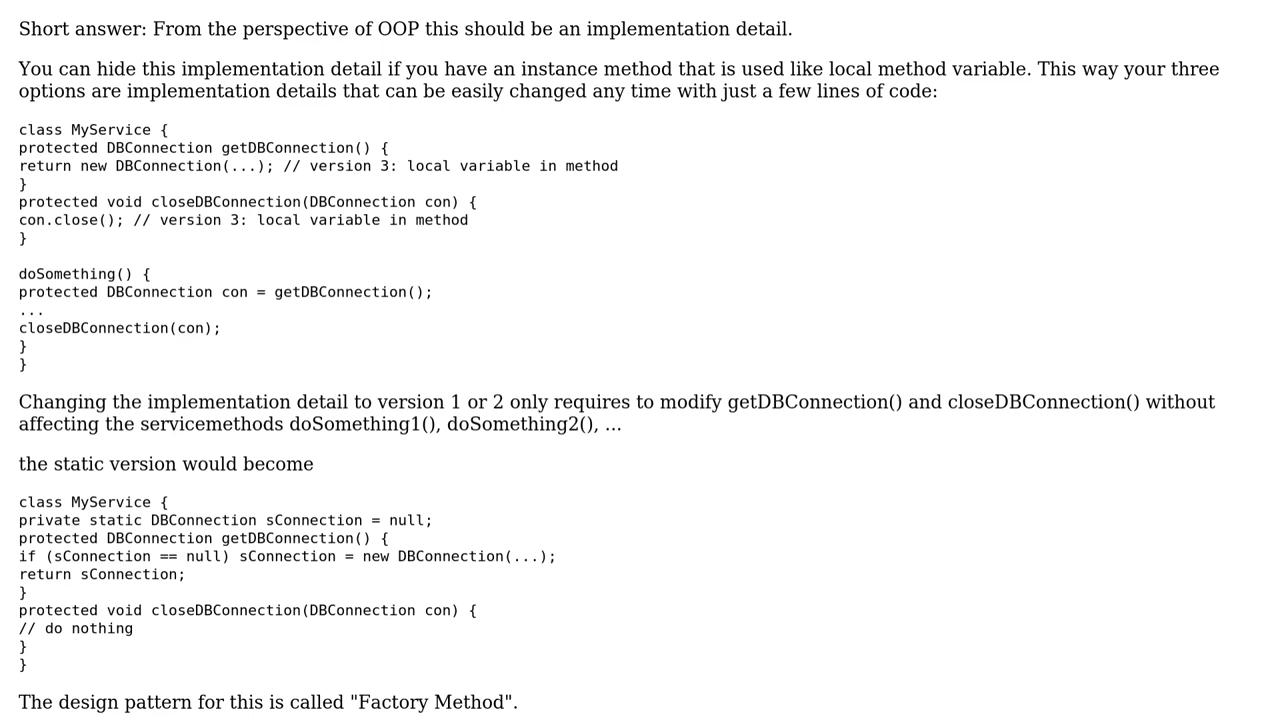 Short answer: From the perspective of OOP this should be an implementation detail.
You can hide this implementation detail if you have an instance method that is used like local method variable. This way your three
options are implementation details that can be easily changed any time with just a few lines of code:
class MyService {
protected DBConnection getDBConnection() {
return new DBConnection(...); // version 3: local variable in method
}
protected void closeDBConnection(DBConnection con) {
con.close(); // version 3: local variable in method
}
doSomething() {
protected DBConnection con = getDBConnection();
...
closeDBConnection(con);
}
}
Changing the implementation detail to version 1 or 2 only requires to modify getDBConnection() and closeDBConnection() without
affecting the servicemethods doSomething1(), doSomething2(), ...
the static version would become
class MyService {
private static DBConnection sConnection = null;
protected DBConnection getDBConnection() {
if (sConnection == null) sConnection = new DBConnection(...);
return sConnection;
}
protected void closeDBConnection(DBConnection con) {
// do nothing
}
}
The design pattern for this is called "Factory Method".